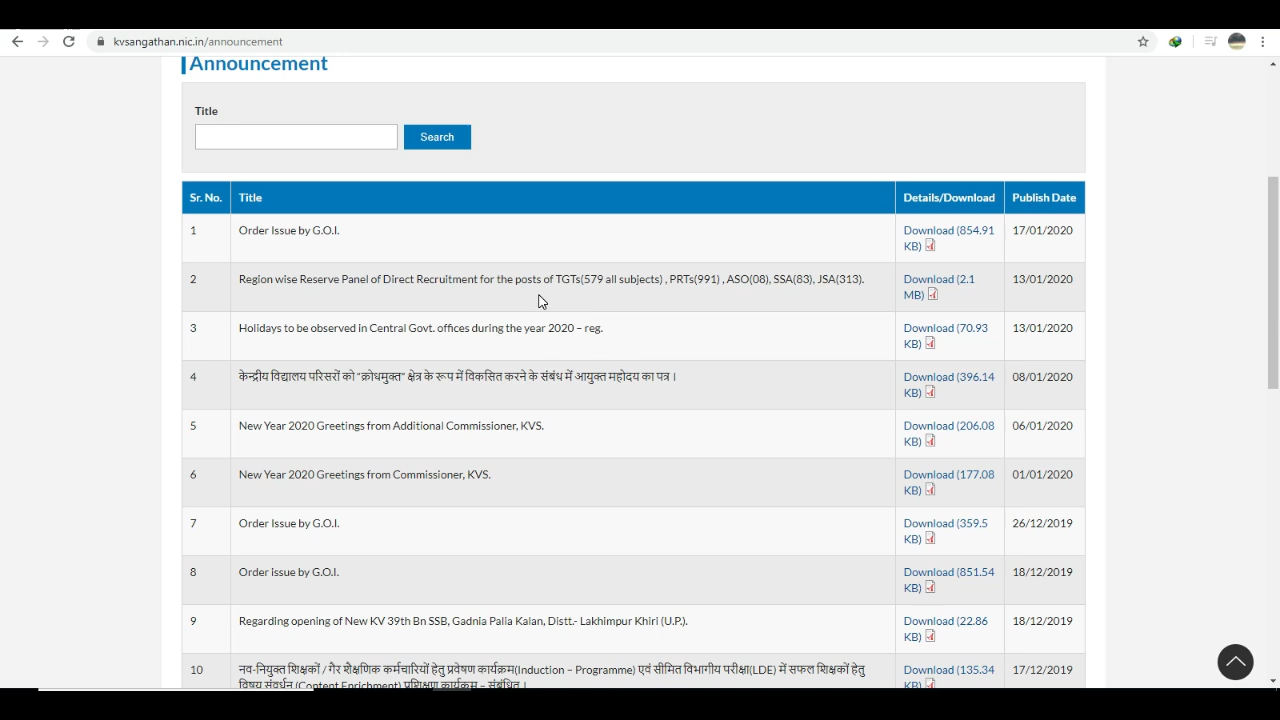 kvsangathan.nic.in/announcement
Announcement
Title
Search
Sr. No. Title Details/Download Publish Date
1 Order Issue by G.O.I. Download (854.91 KB) 17/01/2020
2 Region wise Reserve Panel of Direct Recruitment for the posts of TGTs(579 all subjects) , PRTs(991) , ASO(08), SSA(83), JSA(313). Download (2.1 MB) 13/01/2020
3 Holidays to be observed in Central Govt. offices during the year 2020 – reg. Download (70.93 KB) 13/01/2020
4 केन्द्रीय विद्यालय परिसरों को "क्रोधमुक्त" क्षेत्र के रूप में विकसित करने के संबंध में आयुक्त महोदय का पत्र । Download (396.14 KB) 08/01/2020
5 New Year 2020 Greetings from Additional Commissioner, KVS. Download (206.08 KB) 06/01/2020
6 New Year 2020 Greetings from Commissioner, KVS. Download (177.08 KB) 01/01/2020
7 Order Issue by G.O.I. Download (359.5 KB) 26/12/2019
8 Order issue by G.O.I. Download (851.54 KB) 18/12/2019
9 Regarding opening of New KV 39th Bn SSB, Gadnia Palia Kalan, Distt.- Lakhimpur Khiri (U.P.). Download (22.86 KB) 18/12/2019
10 नव-नियुक्त शिक्षकों / गैर शैक्षणिक कर्मचारियों हेतु प्रवेषण कार्यक्रम(Induction – Programme) एवं सीमित विभागीय परीक्षा(LDE) में सफल शिक्षकों हेतु Download (135.34 17/12/2019
विषय संवर्धन (Content Enrichment) प्रशिक्षण कार्यक्रम – संबंधित । KB)